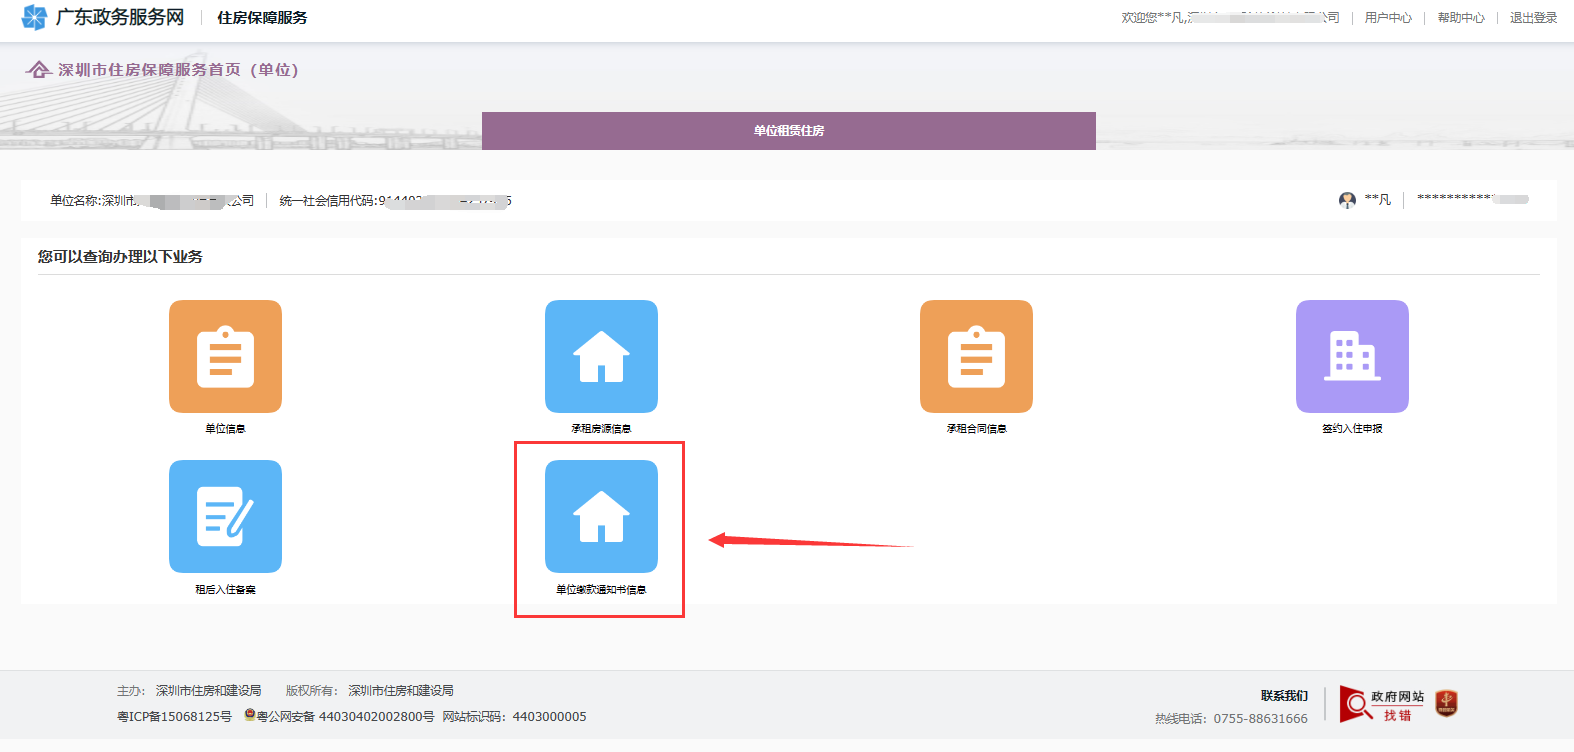 广东政务服务网 住房保障服务 欢迎您**凡, 公司 用户中心 帮助中心 退出登录
深圳市住房保障服务首页（单位）
单位租赁住房
单位名称:深圳市 公司 统一社会信用代码: **凡 ***********
您可以查询办理以下业务
单位信息 承租房源信息 承租合同信息 签约入住申报
租后入住备案 单位缴款通知书信息
主办： 深圳市住房和建设局 版权所有： 深圳市住房和建设局
联系我们
政府网站
找错
粤ICP备15068125号 粤公网安备 44030402002800号 网站标识码：4403000005
热线电话：0755-88631666